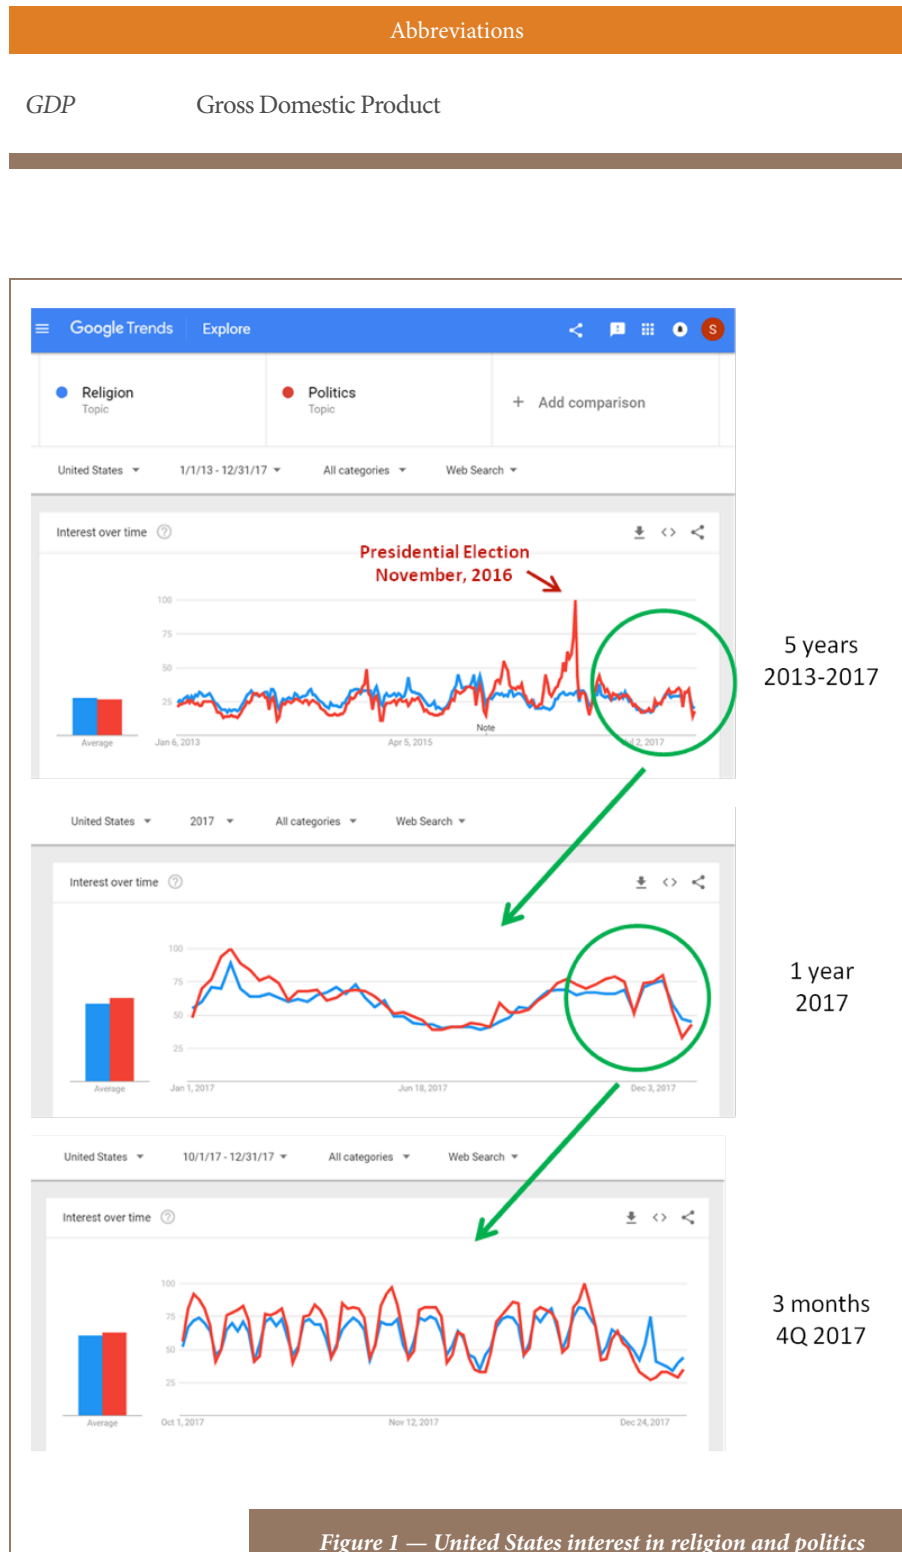 Abbreviations
GDP Gross Domestic Product
Google Trends Explore S
Religion
Topic
Politics
Topic
+ Add comparison
United States 1/1/13 - 12/31/17 All categories Web Search
Interest over time ?
Presidential Election
November, 2016
100
75
50
25
Note
Average
Jan 6, 2013 Apr 5, 2015 Jul 2, 2017
5 years
2013-2017
United States 2017 All categories Web Search
Interest over time ?
100
75
50
25
Average
Jan 1, 2017 Jun 18, 2017 Dec 3, 2017
1 year
2017
United States 10/1/17 - 12/31/17 All categories Web Search
Interest over time ?
100
75
50
25
Average
Oct 1, 2017 Nov 12, 2017 Dec 24, 2017
3 months
4Q 2017
Figure 1 — United States interest in religion and politics